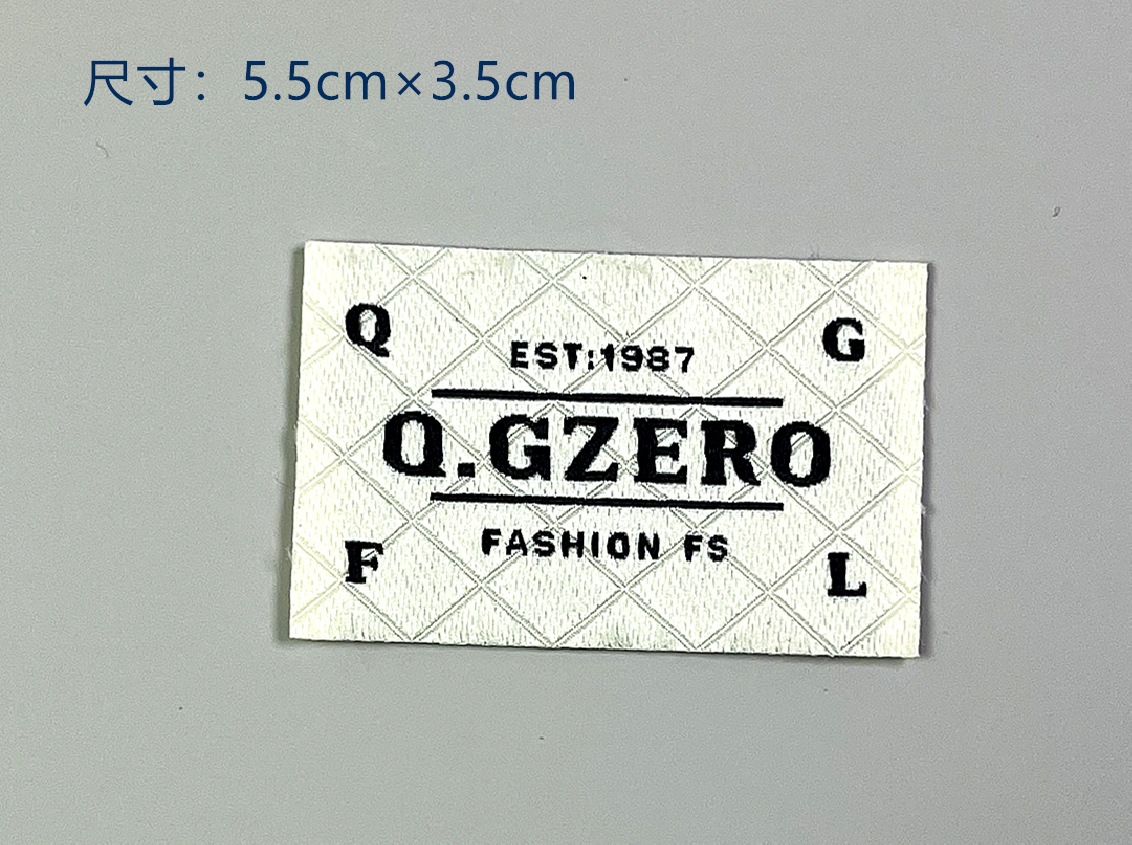 尺寸：5.5cm×3.5cm
Q G
EST:1987
Q.GZERO
FASHION FS
F L